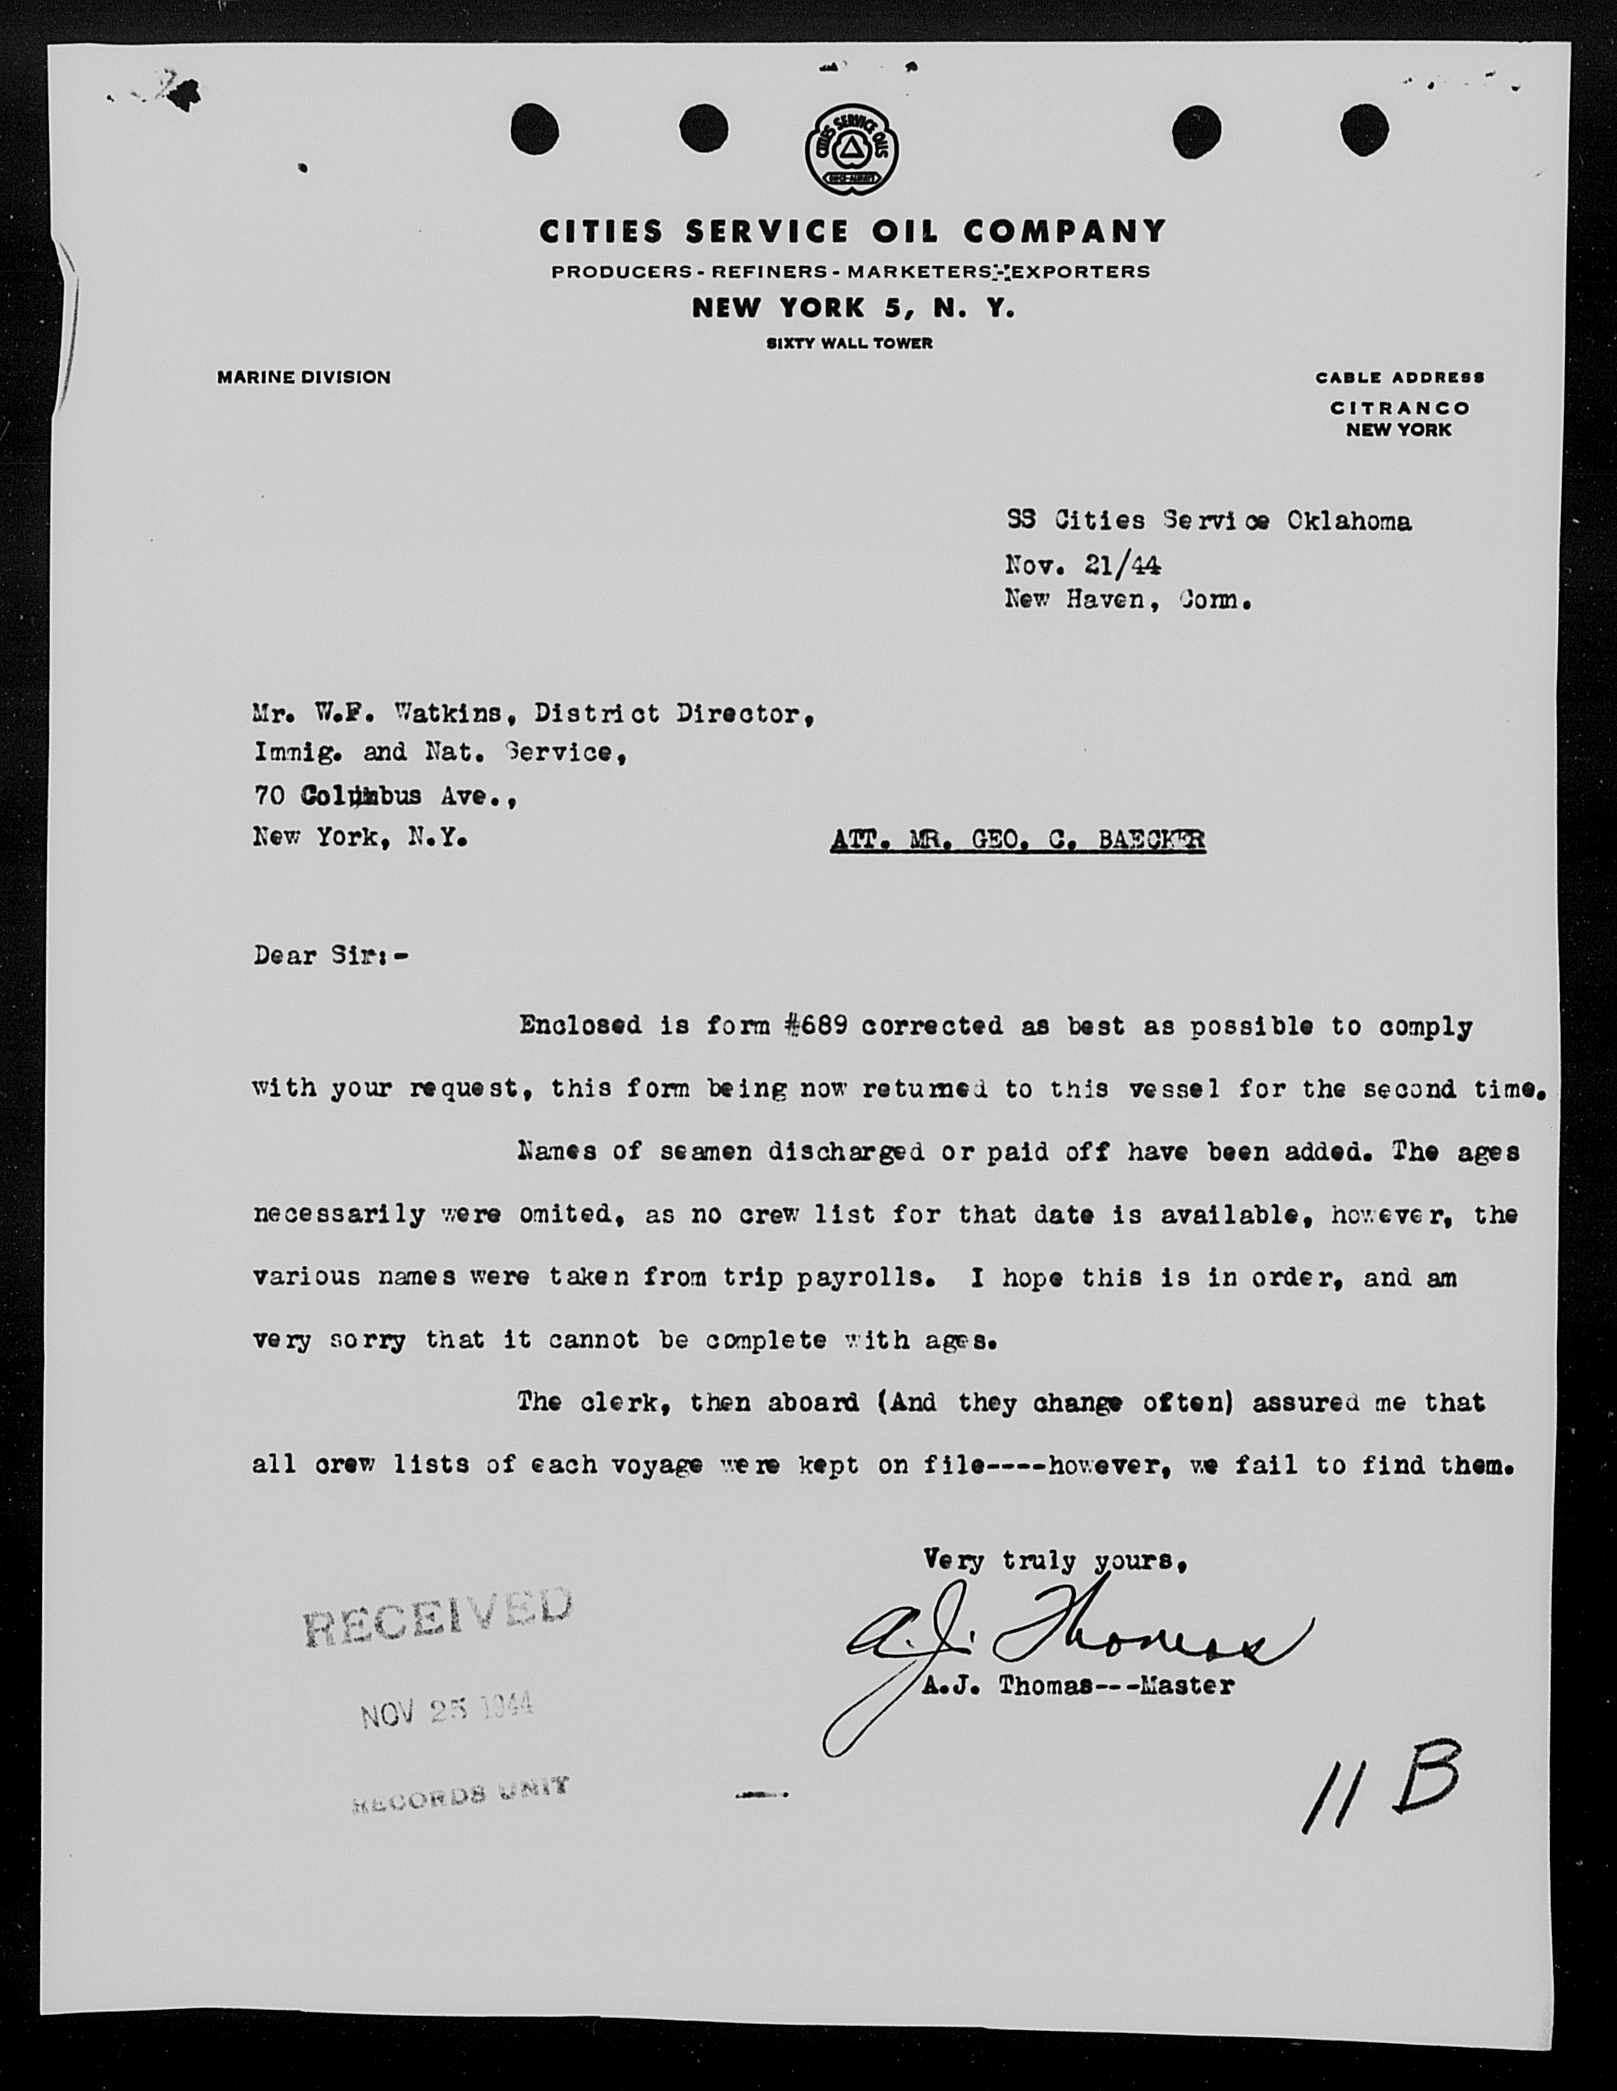 CITIES SERVICE OILS
CITIES SERVICE OIL COMPANY
PRODUCERS - REFINERS - MARKETERS - EXPORTERS
NEW YORK 5, N. Y.
SIXTY WALL TOWER
MARINE DIVISION
CABLE ADDRESS
CITRANCO
NEW YORK
SS Cities Service Oklahoma
Nov. 21/44
New Haven, Conn.
Mr. W.F. Watkins, District Director,
Immig. and Nat. Service,
70 Columbus Ave.,
New York, N.Y.
ATT. MR. GEO. C. BAECKER
Dear Sir:-
Enclosed is form #689 corrected as best as possible to comply
with your request, this form being now returned to this vessel for the second time.
Names of seamen discharged or paid off have been added. The ages
necessarily were omited, as no crew list for that date is available, however, the
various names were taken from trip payrolls. I hope this is in order, and am
very sorry that it cannot be complete with ages.
The clerk, then aboard (And they change often) assured me that
all crew lists of each voyage were kept on file----however, we fail to find them.
Very truly yours,
A.J. Thomas
A.J. Thomas---Master
RECEIVED
NOV 25 1944
RECORDS UNIT
11 B